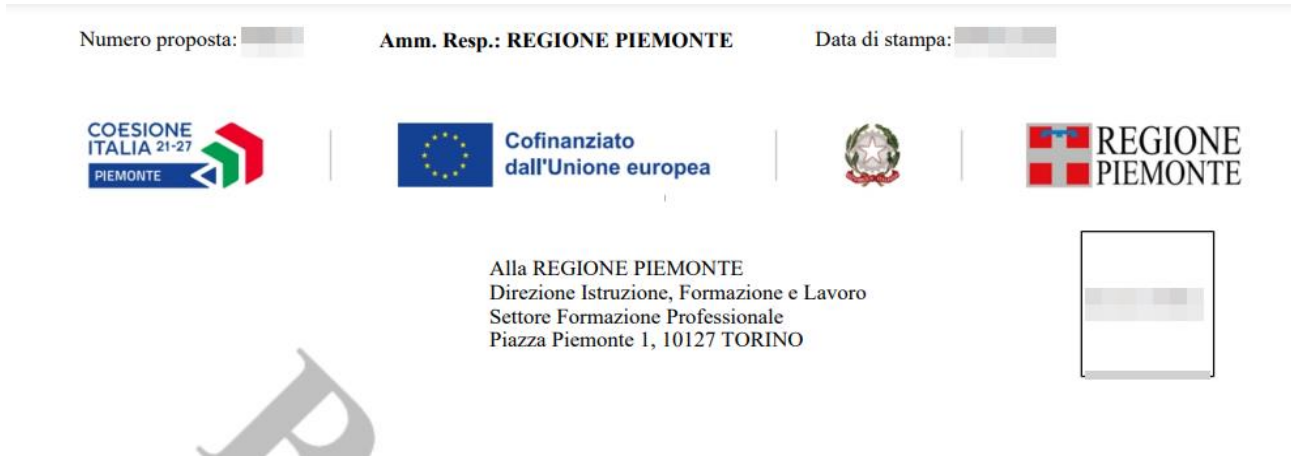 Numero proposta: Amm. Resp.: REGIONE PIEMONTE Data di stampa:
COESIONE
ITALIA 21-27
PIEMONTE
Cofinanziato
dall'Unione europea
REGIONE
PIEMONTE
Alla REGIONE PIEMONTE
Direzione Istruzione, Formazione e Lavoro
Settore Formazione Professionale
Piazza Piemonte 1, 10127 TORINO